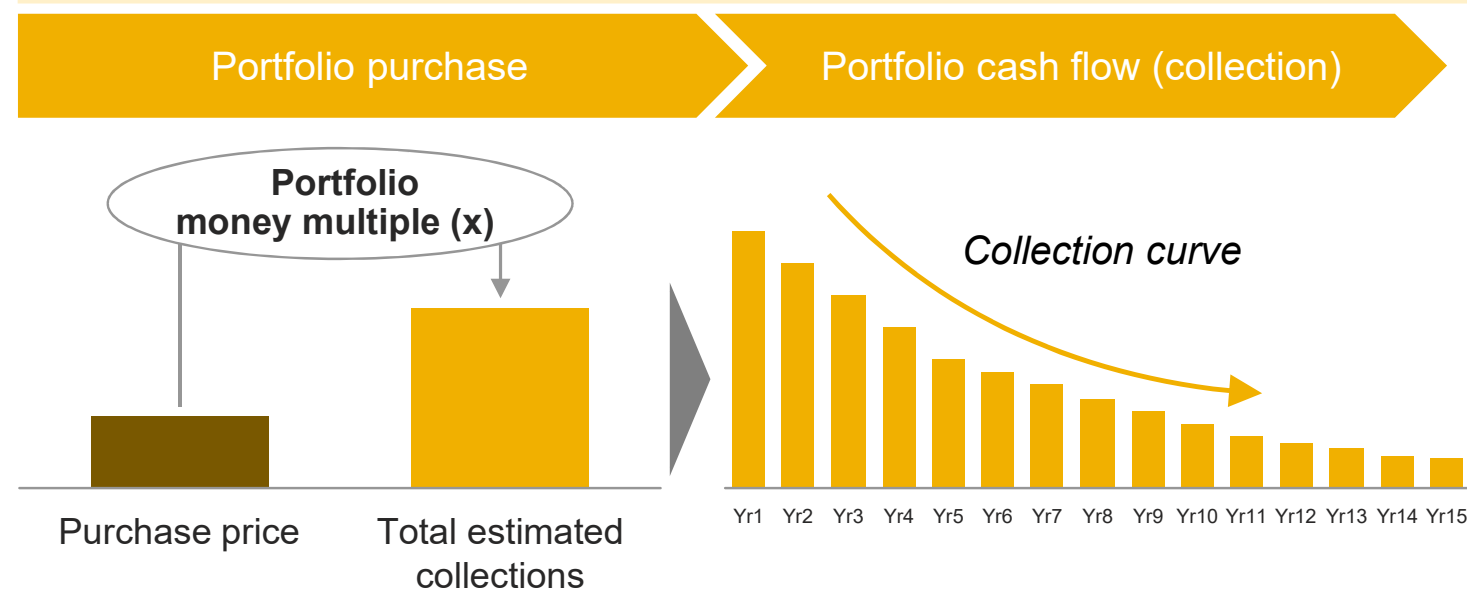 Portfolio purchase
Portfolio cash flow (collection)
Portfolio
money multiple (x)
Collection curve
Purchase price
Total estimated
collections
Yr1 Yr2 Yr3 Yr4 Yr5 Yr6 Yr7 Yr8 Yr9 Yr10 Yr11 Yr12 Yr13 Yr14 Yr15